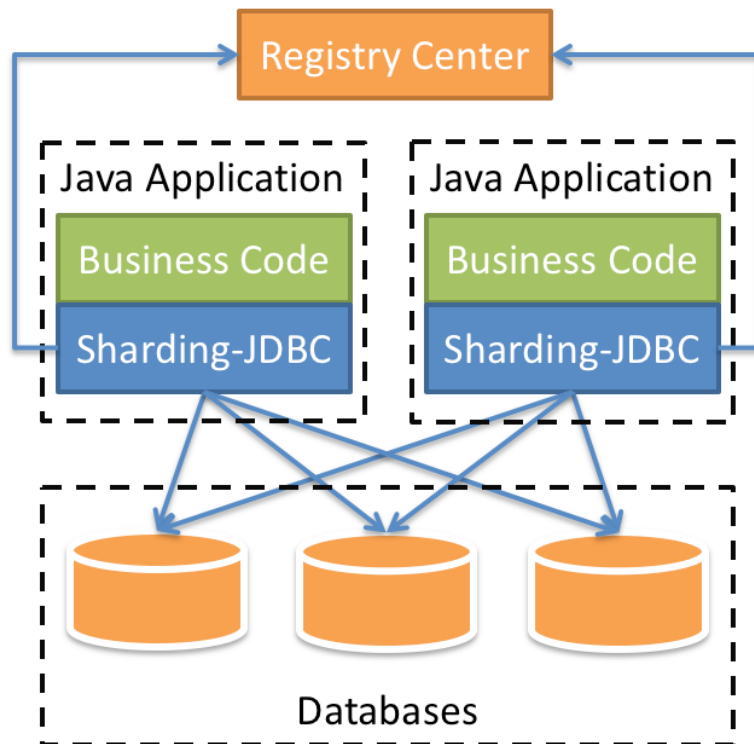 Registry Center
Java Application
Business Code
Sharding-JDBC
Java Application
Business Code
Sharding-JDBC
Databases